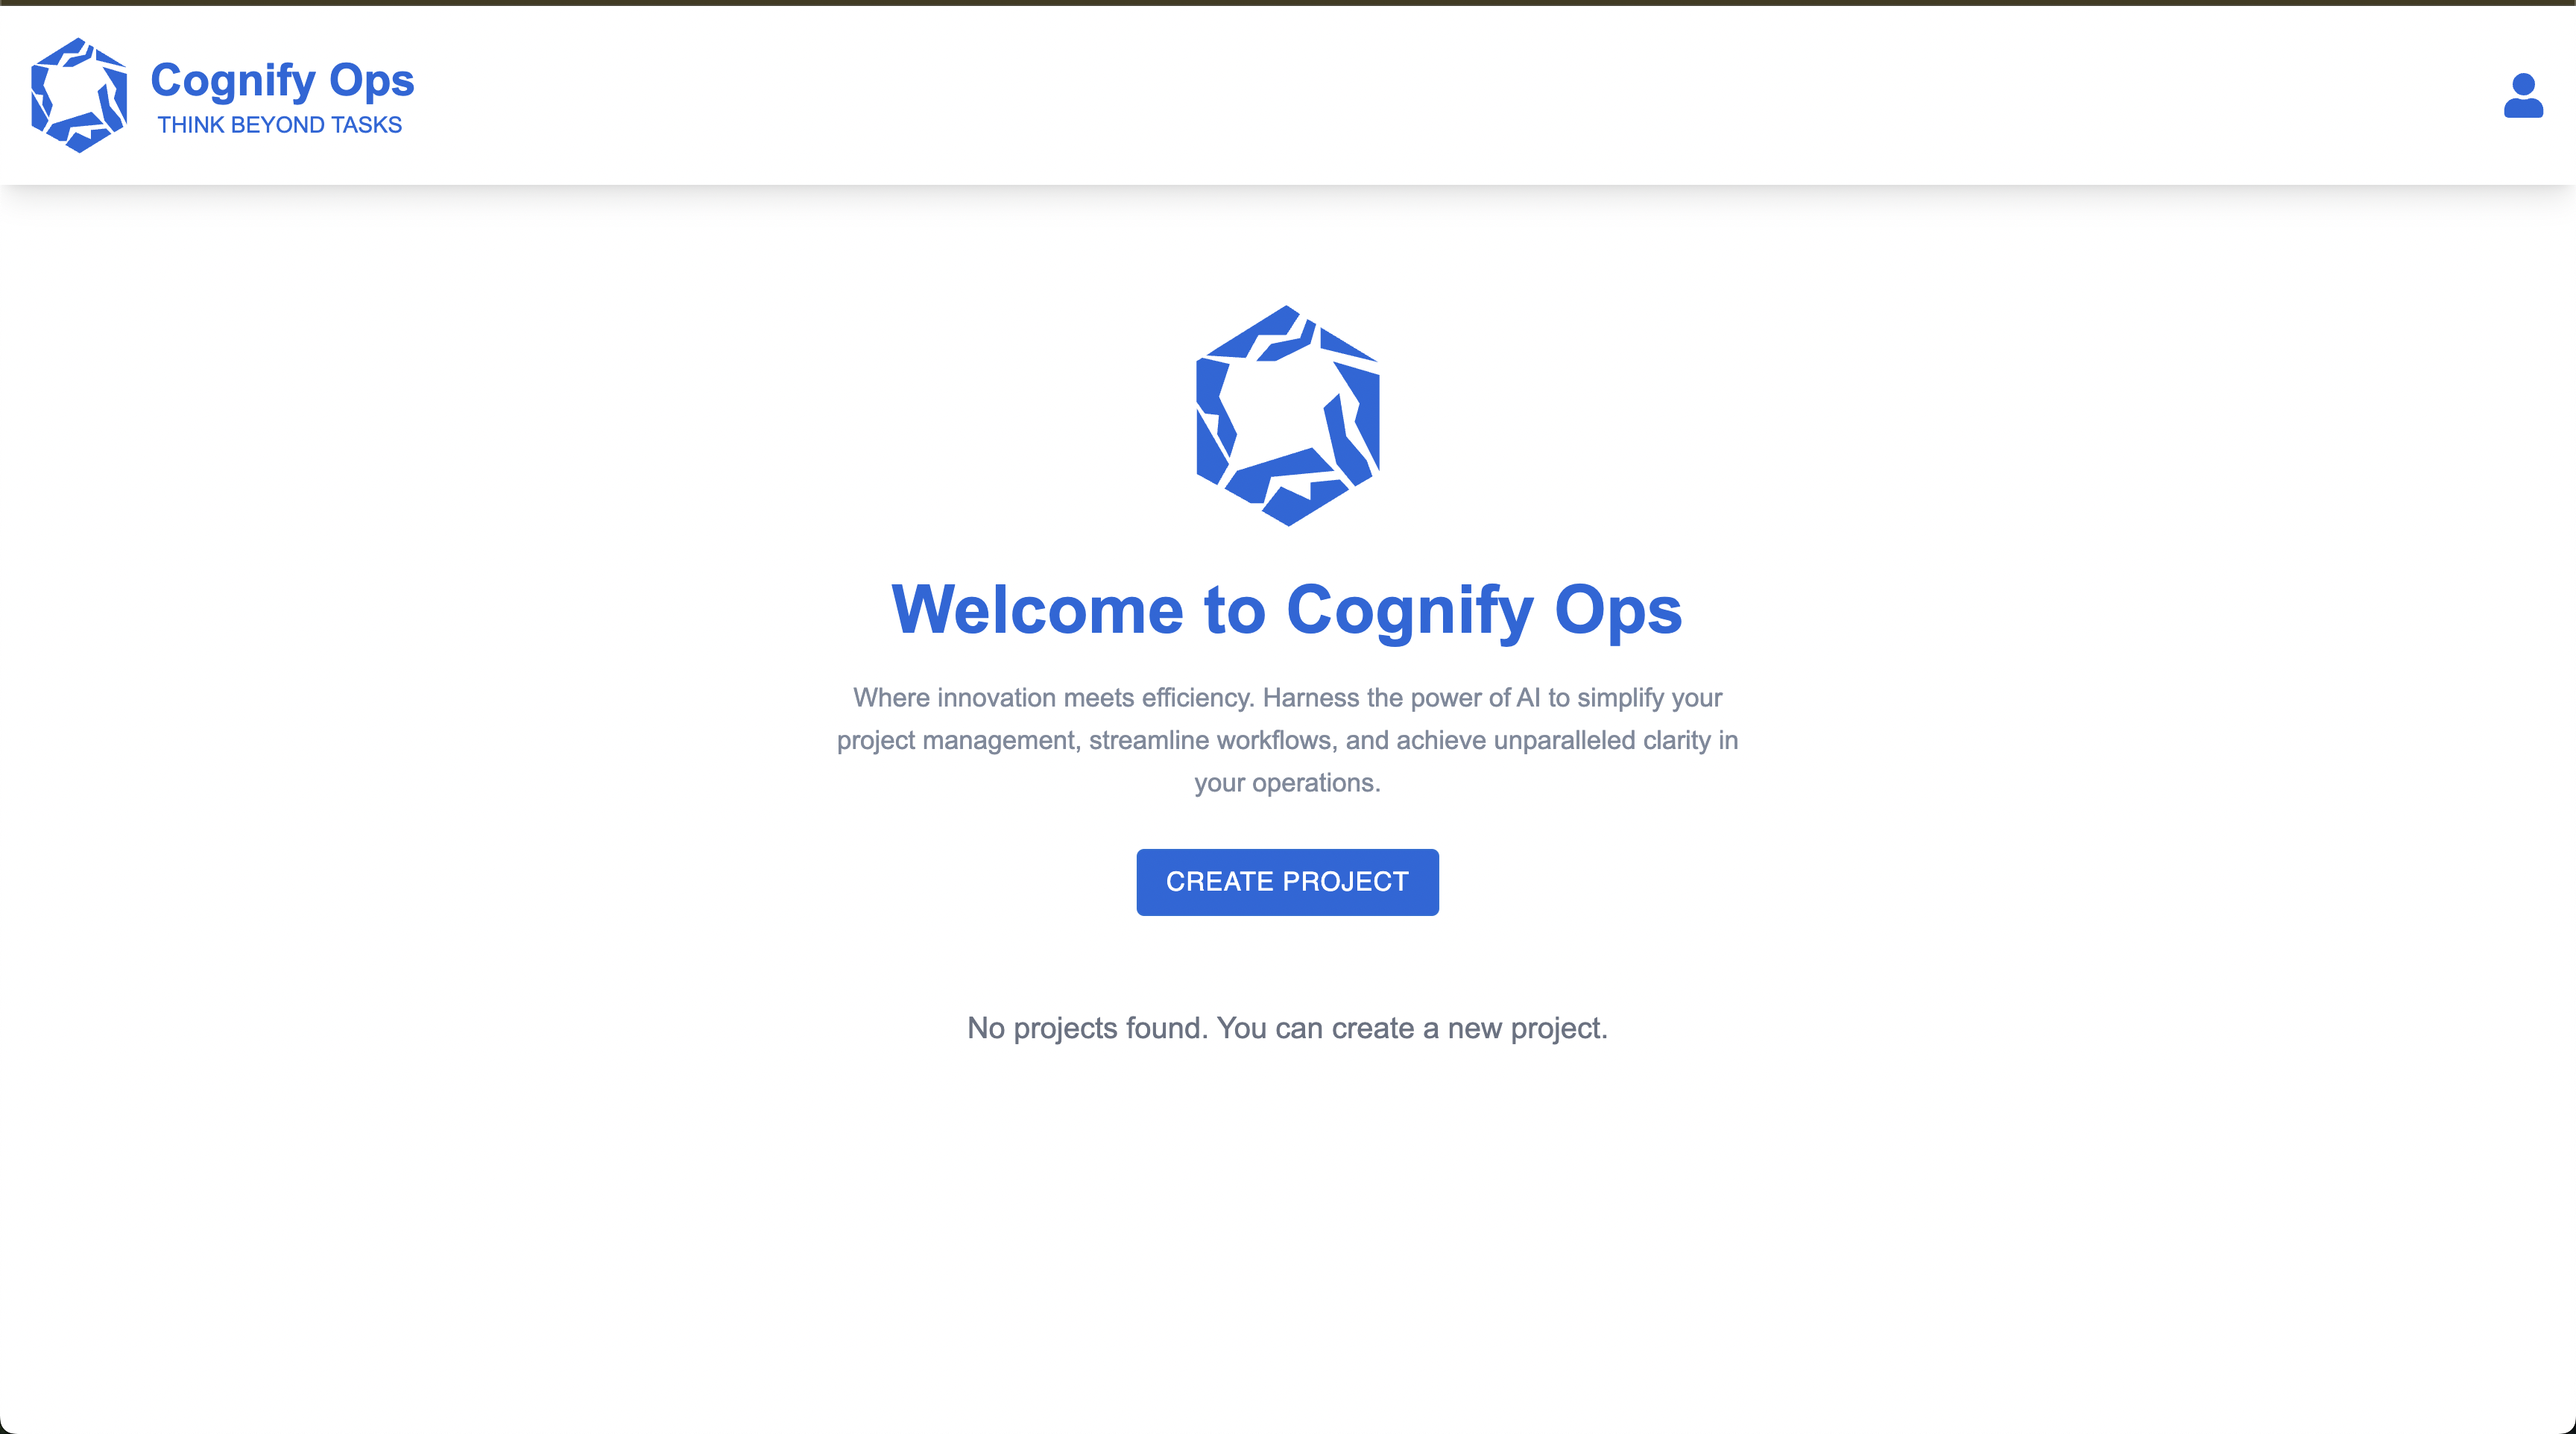 Cognify Ops
THINK BEYOND TASKS
Welcome to Cognify Ops
Where innovation meets efficiency. Harness the power of AI to simplify your
project management, streamline workflows, and achieve unparalleled clarity in
your operations.
CREATE PROJECT
No projects found. You can create a new project.